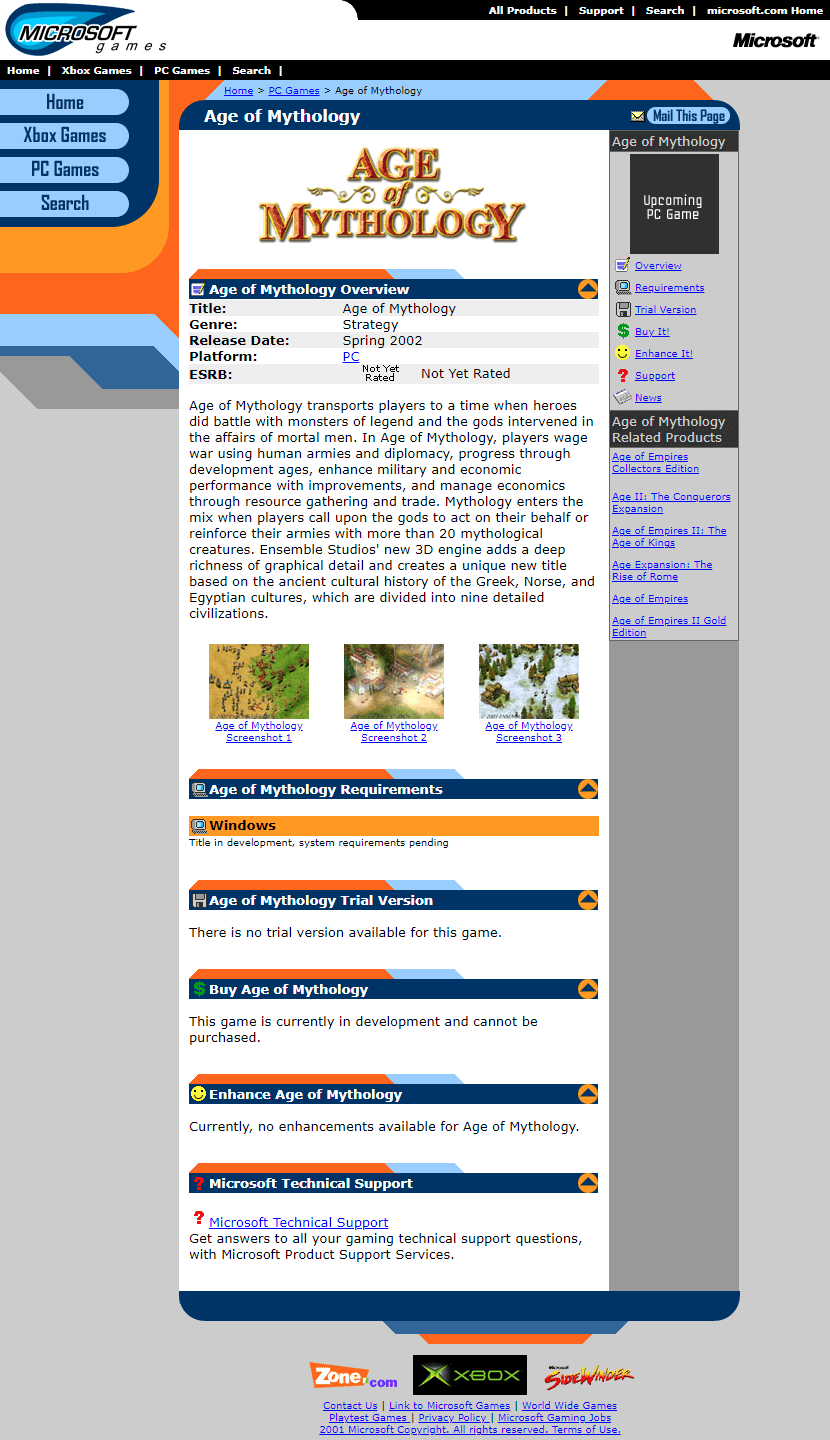 All Products | Support | Search | microsoft.com Home
MICROSOFT
games
Microsoft
Home | Xbox Games | PC Games | Search |
Home > PC Games > Age of Mythology
Home
Xbox Games
PC Games
Search
Age of Mythology
Mail This Page
AGE
of
MYTHOLOGY
Age of Mythology Overview
Title: Age of Mythology
Genre: Strategy
Release Date: Spring 2002
Platform: PC
ESRB: Not Yet Rated Not Yet Rated
Age of Mythology transports players to a time when heroes
did battle with monsters of legend and the gods intervened in
the affairs of mortal men. In Age of Mythology, players wage
war using human armies and diplomacy, progress through
development ages, enhance military and economic
performance with improvements, and manage economics
through resource gathering and trade. Mythology enters the
mix when players call upon the gods to act on their behalf or
reinforce their armies with more than 20 mythological
creatures. Ensemble Studios' new 3D engine adds a deep
richness of graphical detail and creates a unique new title
based on the ancient cultural history of the Greek, Norse, and
Egyptian cultures, which are divided into nine detailed
civilizations.
Age of Mythology
Screenshot 1
Age of Mythology
Screenshot 2
Age of Mythology
Screenshot 3
Age of Mythology Requirements
Windows
Title in development, system requirements pending
Age of Mythology Trial Version
There is no trial version available for this game.
Buy Age of Mythology
This game is currently in development and cannot be
purchased.
Enhance Age of Mythology
Currently, no enhancements available for Age of Mythology.
Microsoft Technical Support
Microsoft Technical Support
Get answers to all your gaming technical support questions,
with Microsoft Product Support Services.
Age of Mythology
Upcoming
PC Game
Overview
Requirements
Trial Version
Buy It!
Enhance It!
Support
News
Age of Mythology
Related Products
Age of Empires
Collectors Edition
Age II: The Conquerors
Expansion
Age of Empires II: The
Age of Kings
Age Expansion: The
Rise of Rome
Age of Empires
Age of Empires II Gold
Edition
Zone.com
XBOX
Microsoft
SideWinder
Contact Us | Link to Microsoft Games | World Wide Games
Playtest Games | Privacy Policy | Microsoft Gaming Jobs
2001 Microsoft Copyright. All rights reserved. Terms of Use.